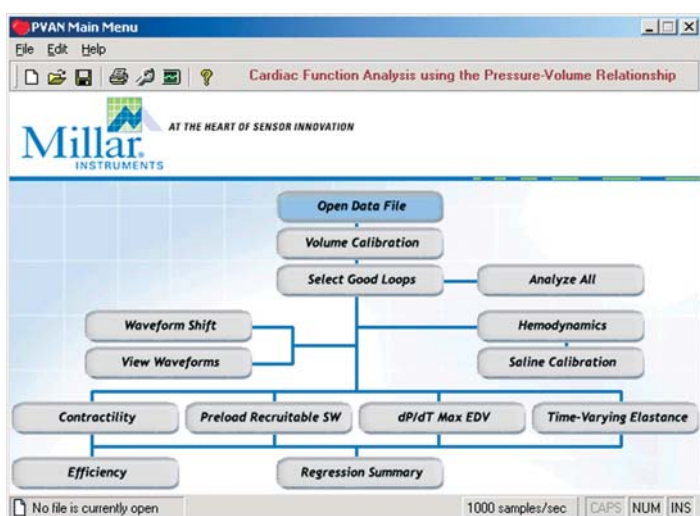 PVAN Main Menu
File Edit Help
Cardiac Function Analysis using the Pressure-Volume Relationship
Millar
INSTRUMENTS
AT THE HEART OF SENSOR INNOVATION
Open Data File
Volume Calibration
Select Good Loops
Analyze All
Waveform Shift
Hemodynamics
View Waveforms
Saline Calibration
Contractility
Preload Recruitable SW
dP/dT Max EDV
Time-Varying Elastance
Efficiency
Regression Summary
No file is currently open
1000 samples/sec
CAPS NUM INS